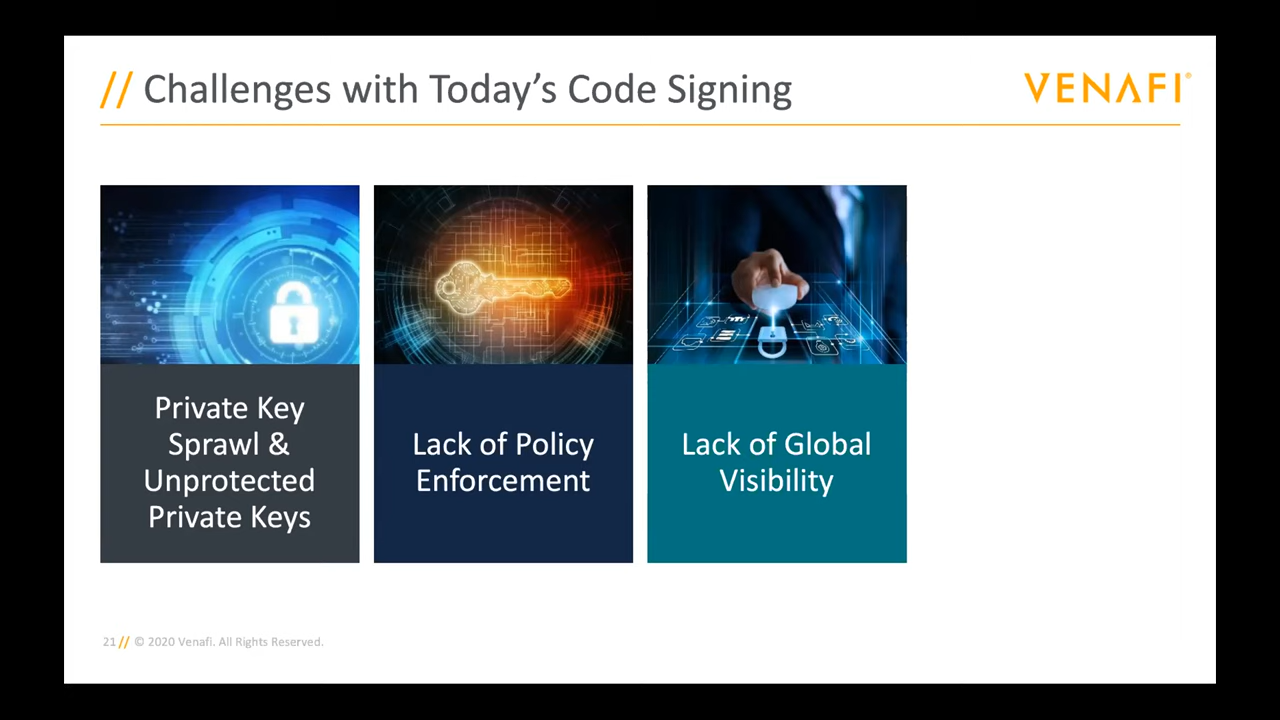 // Challenges with Today's Code Signing
VENAFI®
Private Key
Sprawl &
Unprotected
Private Keys
Lack of Policy
Enforcement
Lack of Global
Visibility
21 // © 2020 Venafi. All Rights Reserved.